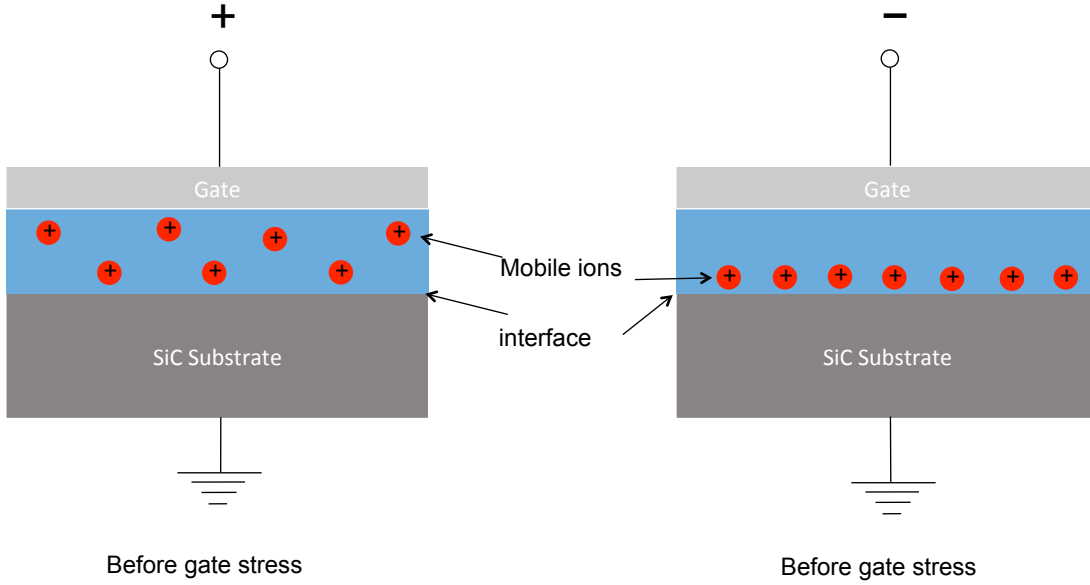 +
−
Gate
Gate
+ + + +
+ + +
Mobile ions
+ + + + + + +
interface
SiC Substrate
SiC Substrate
Before gate stress
Before gate stress